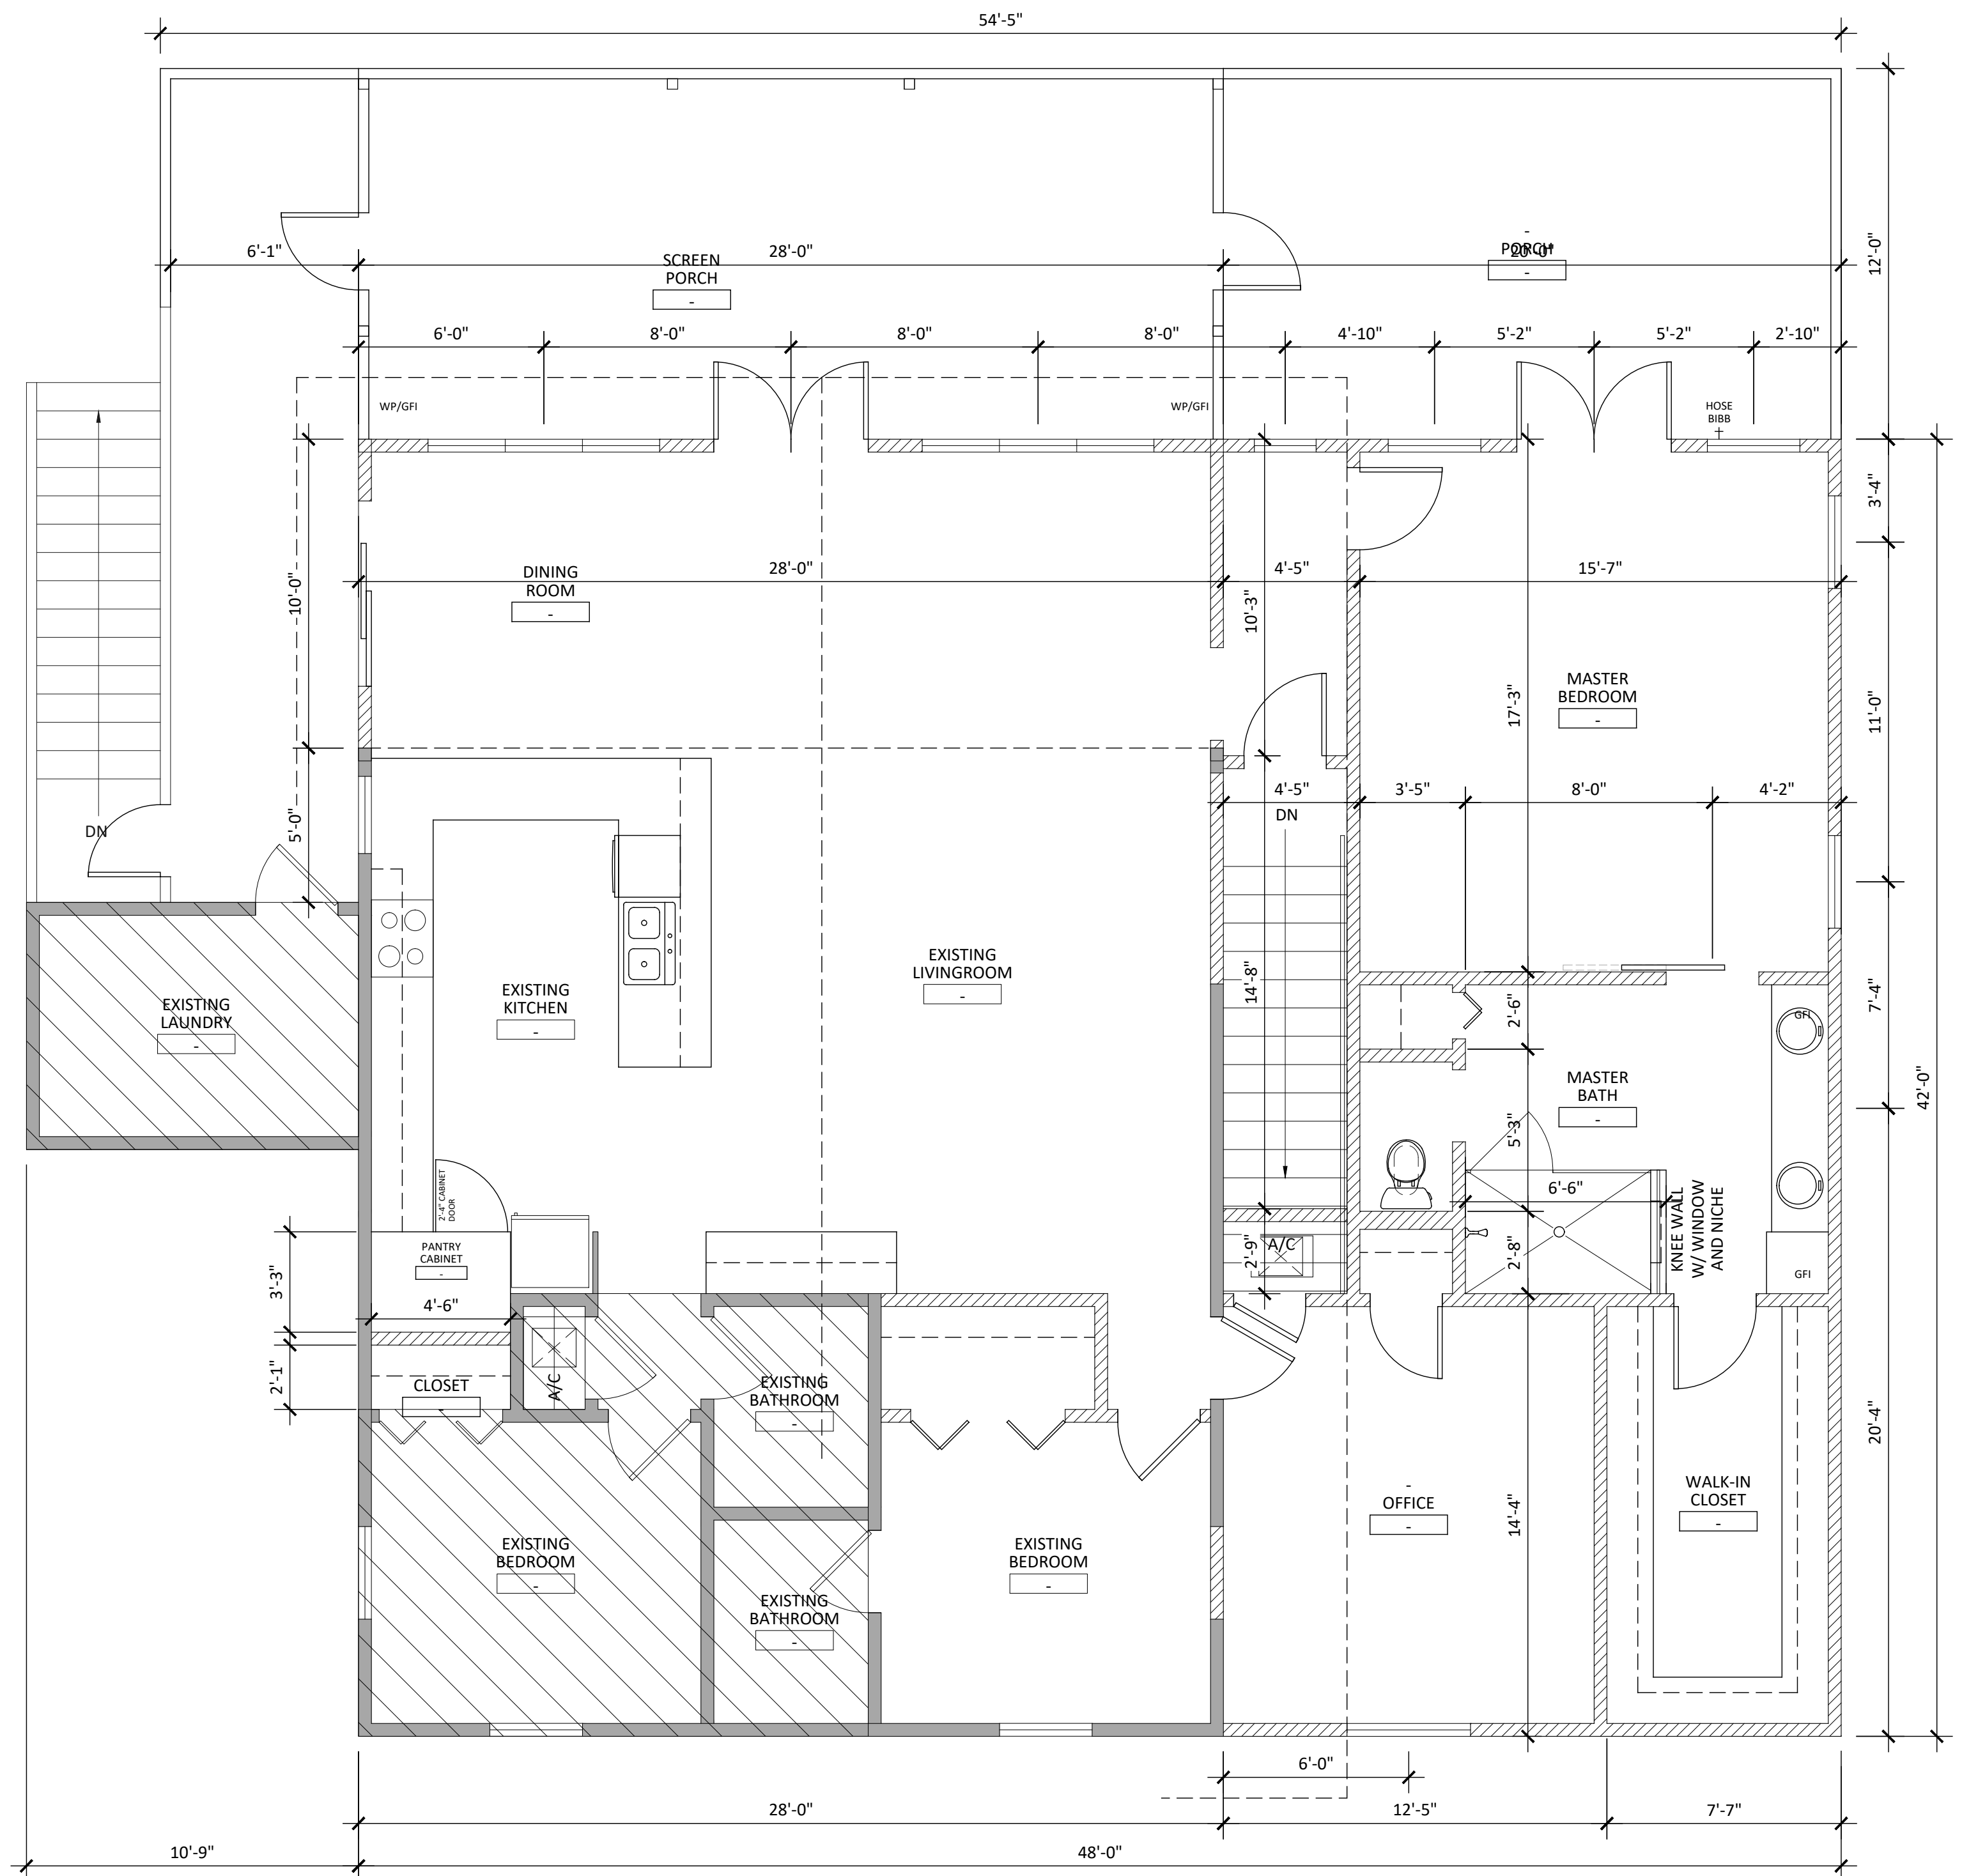 54'-5"
6'-1"
28'-0"
20'-0"
12'-0"
SCREEN
PORCH
-
-
PORCH
-
6'-0"
8'-0"
8'-0"
8'-0"
4'-10"
5'-2"
5'-2"
2'-10"
WP/GFI
WP/GFI
HOSE
BIBB
3'-4"
10'-0"
DINING
ROOM
-
28'-0"
4'-5"
15'-7"
10'-3"
17'-3"
MASTER
BEDROOM
-
11'-0"
5'-0"
DN
4'-5"
3'-5"
8'-0"
4'-2"
DN
EXISTING
LAUNDRY
-
EXISTING
KITCHEN
-
EXISTING
LIVINGROOM
-
14'-8"
2'-6"
GFI
7'-4"
42'-0"
MASTER
BATH
-
5'-3"
2'-4" CABINET
DOOR
6'-6"
KNEE WALL
W/ WINDOW
AND NICHE
PANTRY
CABINET
-
3'-3"
4'-6"
2'-9"
A/C
2'-8"
GFI
2'-1"
CLOSET
-
A/C
EXISTING
BATHROOM
-
20'-4"
EXISTING
BEDROOM
-
EXISTING
BATHROOM
-
EXISTING
BEDROOM
-
-
OFFICE
-
14'-4"
WALK-IN
CLOSET
-
6'-0"
28'-0"
12'-5"
7'-7"
10'-9"
48'-0"